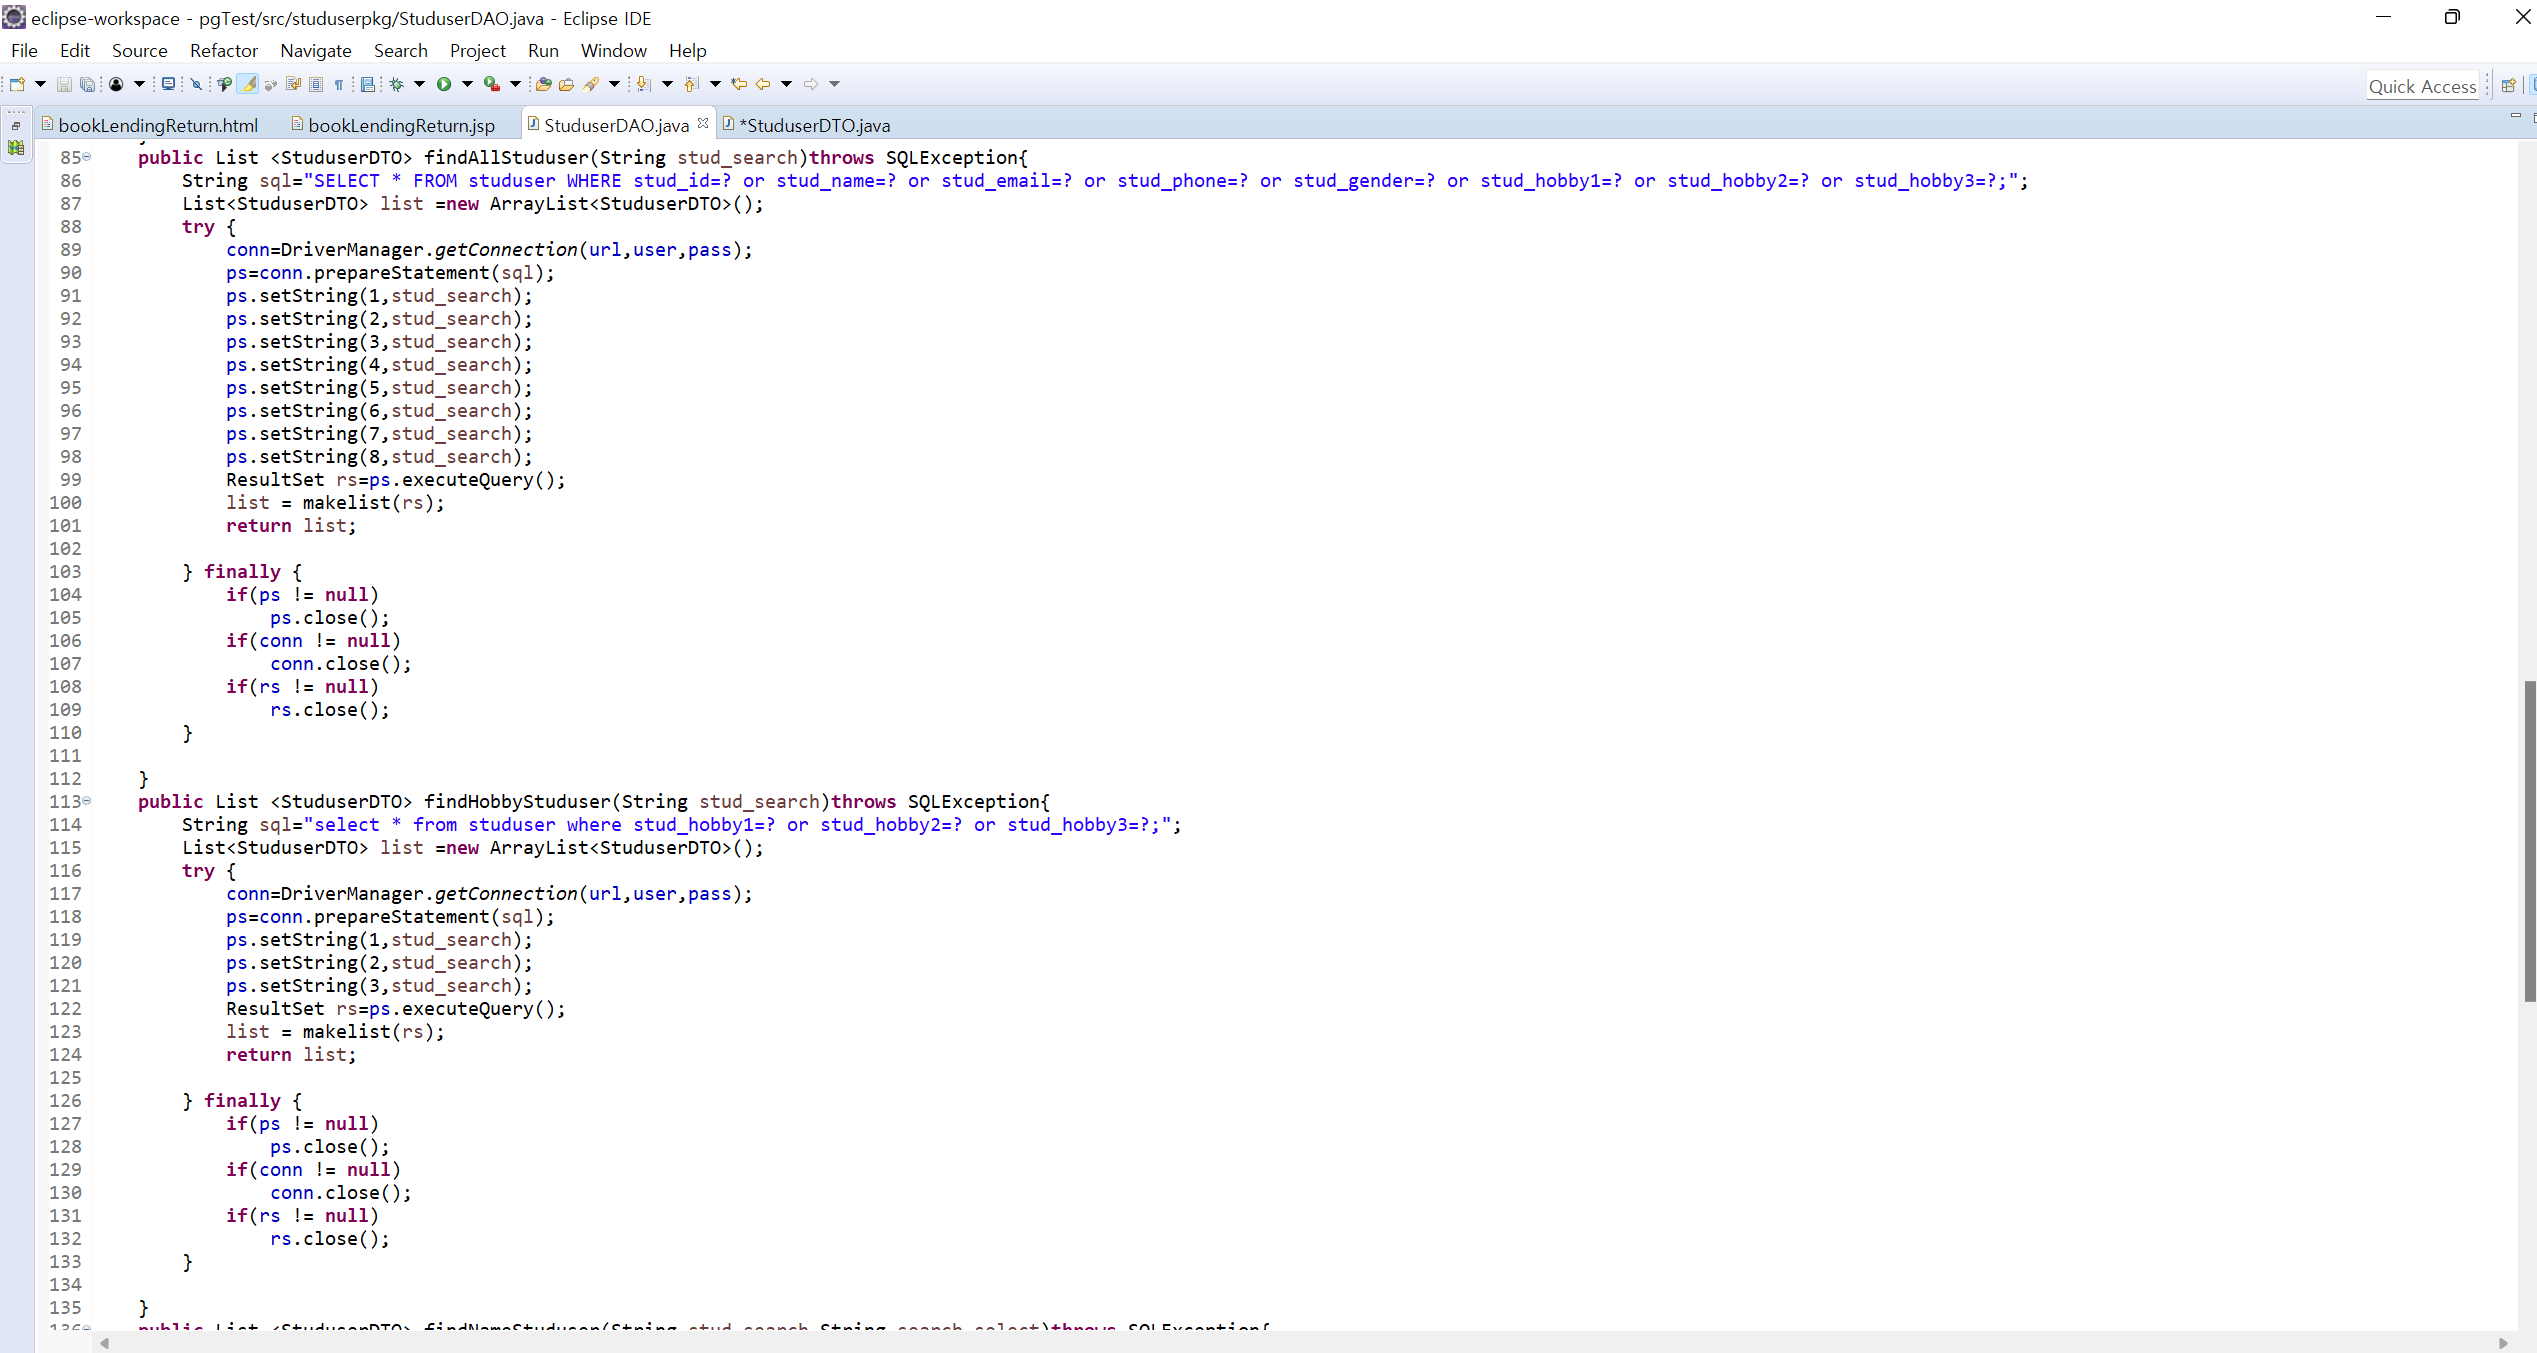 eclipse-workspace - pgTest/src/studuserpkg/StuduserDAO.java - Eclipse IDE
File Edit Source Refactor Navigate Search Project Run Window Help
Quick Access
bookLendingReturn.html bookLendingReturn.jsp StuduserDAO.java *StuduserDTO.java
85 public List <StuduserDTO> findAllStuduser(String stud_search)throws SQLException{
86 String sql="SELECT * FROM studuser WHERE stud_id=? or stud_name=? or stud_email=? or stud_phone=? or stud_gender=? or stud_hobby1=? or stud_hobby2=? or stud_hobby3=?;";
87 List<StuduserDTO> list =new ArrayList<StuduserDTO>();
88 try {
89 conn=DriverManager.getConnection(url,user,pass);
90 ps=conn.prepareStatement(sql);
91 ps.setString(1,stud_search);
92 ps.setString(2,stud_search);
93 ps.setString(3,stud_search);
94 ps.setString(4,stud_search);
95 ps.setString(5,stud_search);
96 ps.setString(6,stud_search);
97 ps.setString(7,stud_search);
98 ps.setString(8,stud_search);
99 ResultSet rs=ps.executeQuery();
100 list = makelist(rs);
101 return list;
102
103 } finally {
104 if(ps != null)
105 ps.close();
106 if(conn != null)
107 conn.close();
108 if(rs != null)
109 rs.close();
110 }
111
112 }
113 public List <StuduserDTO> findHobbyStuduser(String stud_search)throws SQLException{
114 String sql="select * from studuser where stud_hobby1=? or stud_hobby2=? or stud_hobby3=?;";
115 List<StuduserDTO> list =new ArrayList<StuduserDTO>();
116 try {
117 conn=DriverManager.getConnection(url,user,pass);
118 ps=conn.prepareStatement(sql);
119 ps.setString(1,stud_search);
120 ps.setString(2,stud_search);
121 ps.setString(3,stud_search);
122 ResultSet rs=ps.executeQuery();
123 list = makelist(rs);
124 return list;
125
126 } finally {
127 if(ps != null)
128 ps.close();
129 if(conn != null)
130 conn.close();
131 if(rs != null)
132 rs.close();
133 }
134
135 }
136 public List <StuduserDTO> findNameStuduser(String stud_search,String search_select)throws SQLException{